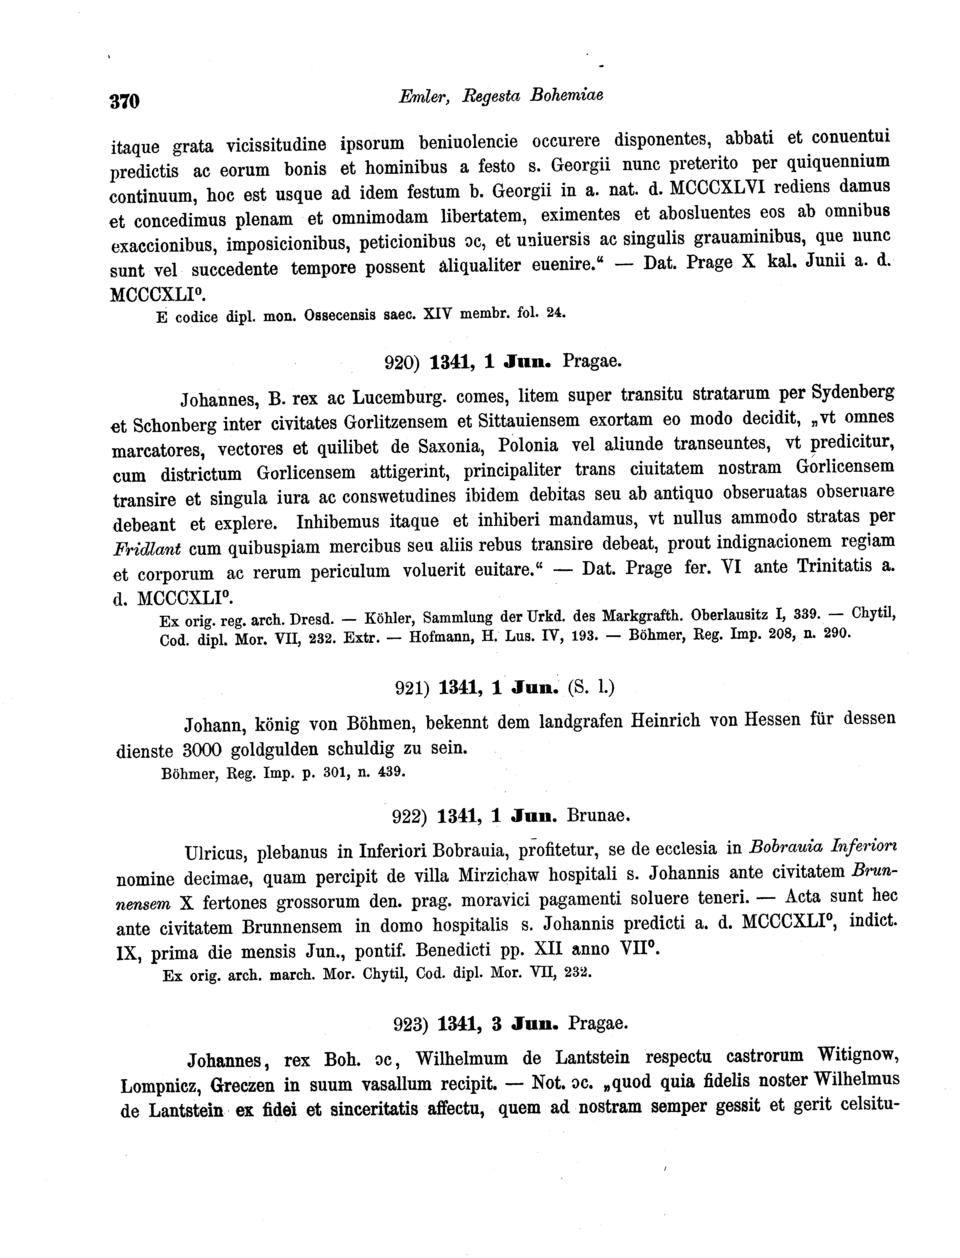 370
Emler, Regesta Bohemiae
itaque grata vicissitudine ipsorum beniuolencie occurere disponentes, abbati et conuentui
predictis ac eorum bonis et hominibus a festo s. Georgii nunc preterito per quiquennium
continuum, hoc est usque ad idem festum b. Georgii in a. nat. d. MCCCXLVI rediens damus
et concedimus plenam et omnimodam libertatem, eximentes et abosluentes eos ab omnibus
exaccionibus, imposicionibus, peticionibus ɔc, et uniuersis ac singulis grauaminibus, que nunc
sunt vel succedente tempore possent aliqualiter euenire.“ — Dat. Prage X kal. Junii a. d.
MCCCXLI⁰.
E codice dipl. mon. Ossecensis saec. XIV membr. fol. 24.
920) 1341, 1 Jun. Pragae.
Johannes, B. rex ac Lucemburg. comes, litem super transitu stratarum per Sydenberg
et Schonberg inter civitates Gorlitzensem et Sittauiensem exortam eo modo decidit, „vt omnes
marcatores, vectores et quilibet de Saxonia, Polonia vel aliunde transeuntes, vt predicitur,
cum districtum Gorlicensem attigerint, principaliter trans ciuitatem nostram Gorlicensem
transire et singula iura ac conswetudines ibidem debitas seu ab antiquo obseruatas obseruare
debeant et explere. Inhibemus itaque et inhiberi mandamus, vt nullus ammodo stratas per
Fridlant cum quibuspiam mercibus seu aliis rebus transire debeat, prout indignacionem regiam
et corporum ac rerum periculum voluerit euitare.“ — Dat. Prage fer. VI ante Trinitatis a.
d. MCCCXLI⁰.
Ex orig. reg. arch. Dresd. — Köhler, Sammlung der Urkd. des Markgrafth. Oberlausitz I, 339. — Chytil,
Cod. dipl. Mor. VII, 232. Extr. — Hofmann, H. Lus. IV, 193. — Böhmer, Reg. Imp. 208, n. 290.
921) 1341, 1 Jun. (S. l.)
Johann, könig von Böhmen, bekennt dem landgrafen Heinrich von Hessen für dessen
dienste 3000 goldgulden schuldig zu sein.
Böhmer, Reg. Imp. p. 301, n. 439.
922) 1341, 1 Jun. Brunae.
Ulricus, plebanus in Inferiori Bobrauia, profitetur, se de ecclesia in Bobrauia Inferiori
nomine decimae, quam percipit de villa Mirzichaw hospitali s. Johannis ante civitatem Brun-
nensem X fertones grossorum den. prag. moravici pagamenti soluere teneri. — Acta sunt hec
ante civitatem Brunnensem in domo hospitalis s. Johannis predicti a. d. MCCCXLI⁰, indict.
IX, prima die mensis Jun., pontif. Benedicti pp. XII anno VII⁰.
Ex orig. arch. march. Mor. Chytil, Cod. dipl. Mor. VII, 232.
923) 1341, 3 Jun. Pragae.
Johannes, rex Boh. ɔc, Wilhelmum de Lantstein respectu castrorum Witignow,
Lompnicz, Greczen in suum vasallum recipit. — Not. ɔc. „quod quia fidelis noster Wilhelmus
de Lantstein ex fidei et sinceritatis affectu, quem ad nostram semper gessit et gerit celsitu-